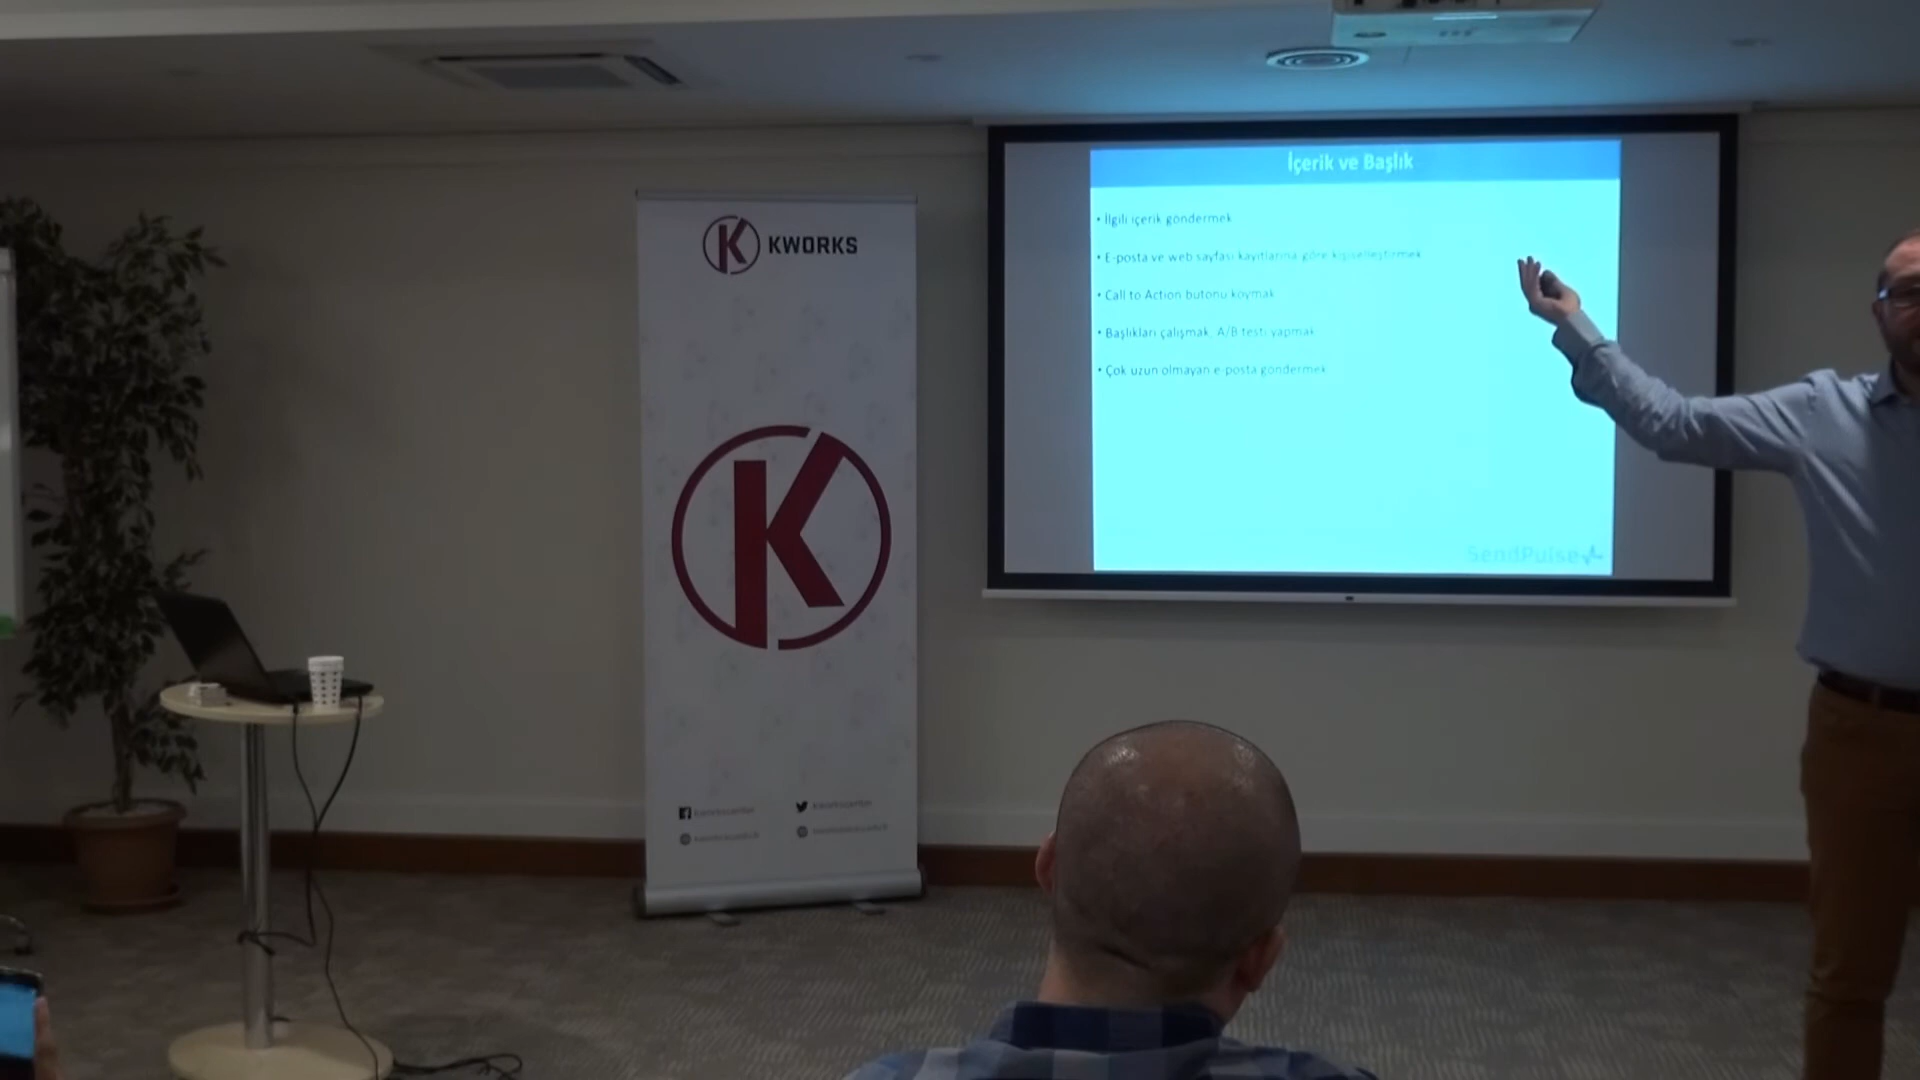 KWORKS
İçerik ve Başlık
• İlgili içerik göndermek
• E-posta ve web sayfası kayıtlarına göre kişiselleştirmek
• Call to Action butonu koymak
• Başlıkları çalışmak, A/B testi yapmak
• Çok uzun olmayan e-posta göndermek
SendPulse